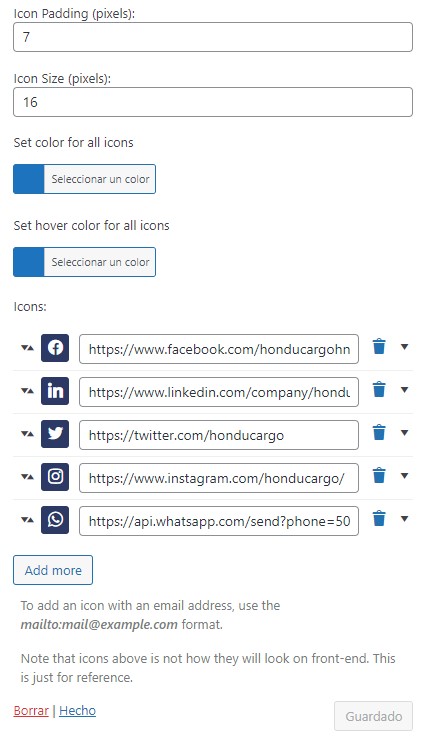 Icon Padding (pixels):
7
Icon Size (pixels):
16
Set color for all icons
Seleccionar un color
Set hover color for all icons
Seleccionar un color
Icons:
https://www.facebook.com/honducargohn
https://www.linkedin.com/company/hondu
https://twitter.com/honducargo
https://www.instagram.com/honducargo/
https://api.whatsapp.com/send?phone=50
Add more
To add an icon with an email address, use the
mailto:mail@example.com format.
Note that icons above is not how they will look on front-end. This
is just for reference.
Borrar | Hecho
Guardado